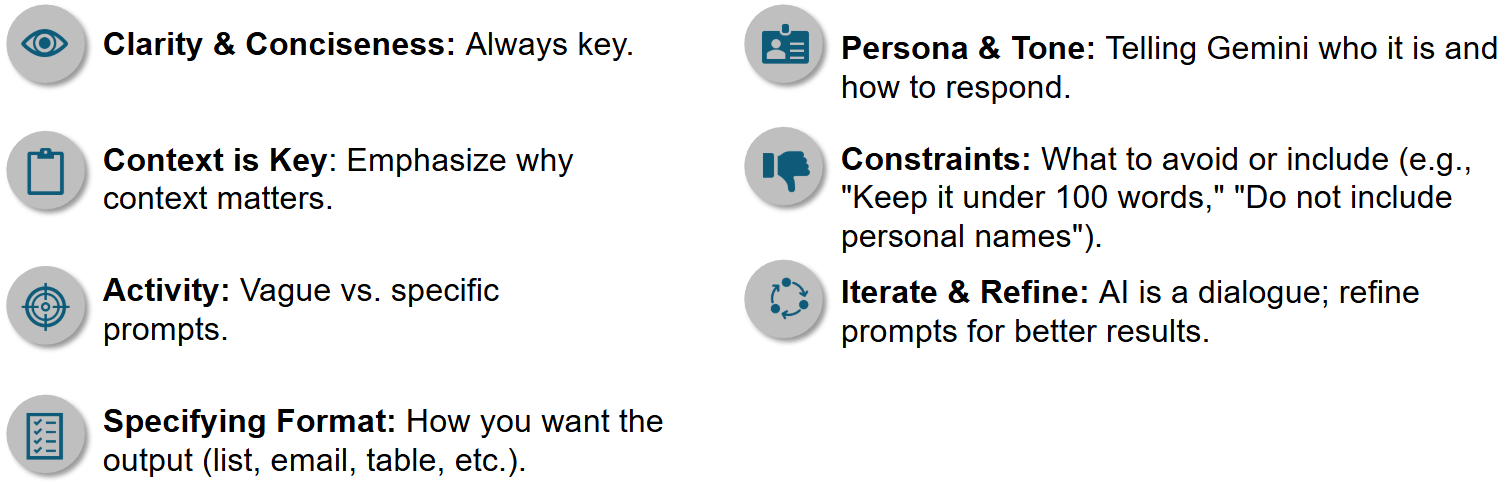 Clarity & Conciseness: Always key.
Context is Key: Emphasize why
context matters.
Activity: Vague vs. specific
prompts.
Specifying Format: How you want the
output (list, email, table, etc.).
Persona & Tone: Telling Gemini who it is and
how to respond.
Constraints: What to avoid or include (e.g.,
"Keep it under 100 words," "Do not include
personal names").
Iterate & Refine: AI is a dialogue; refine
prompts for better results.